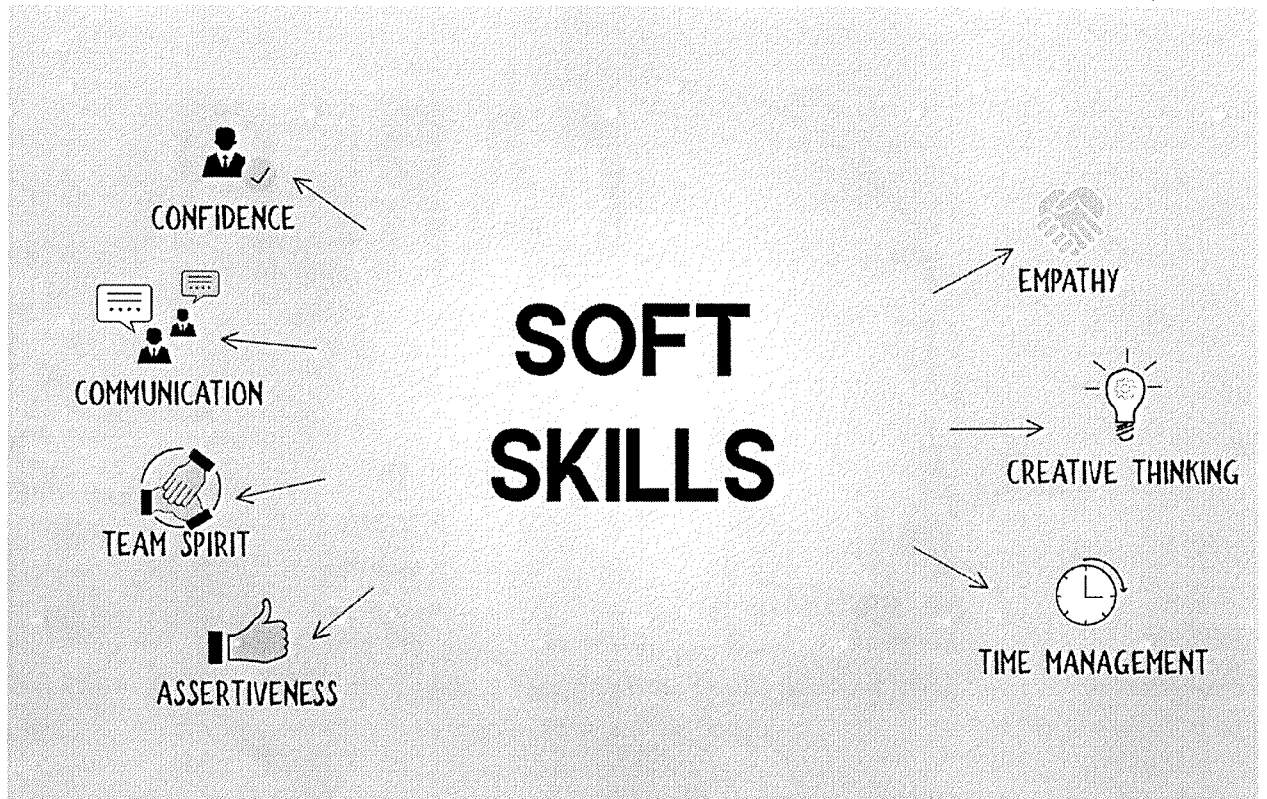 CONFIDENCE
COMMUNICATION
TEAM SPIRIT
ASSERTIVENESS
SOFT
SKILLS
EMPATHY
CREATIVE THINKING
TIME MANAGEMENT